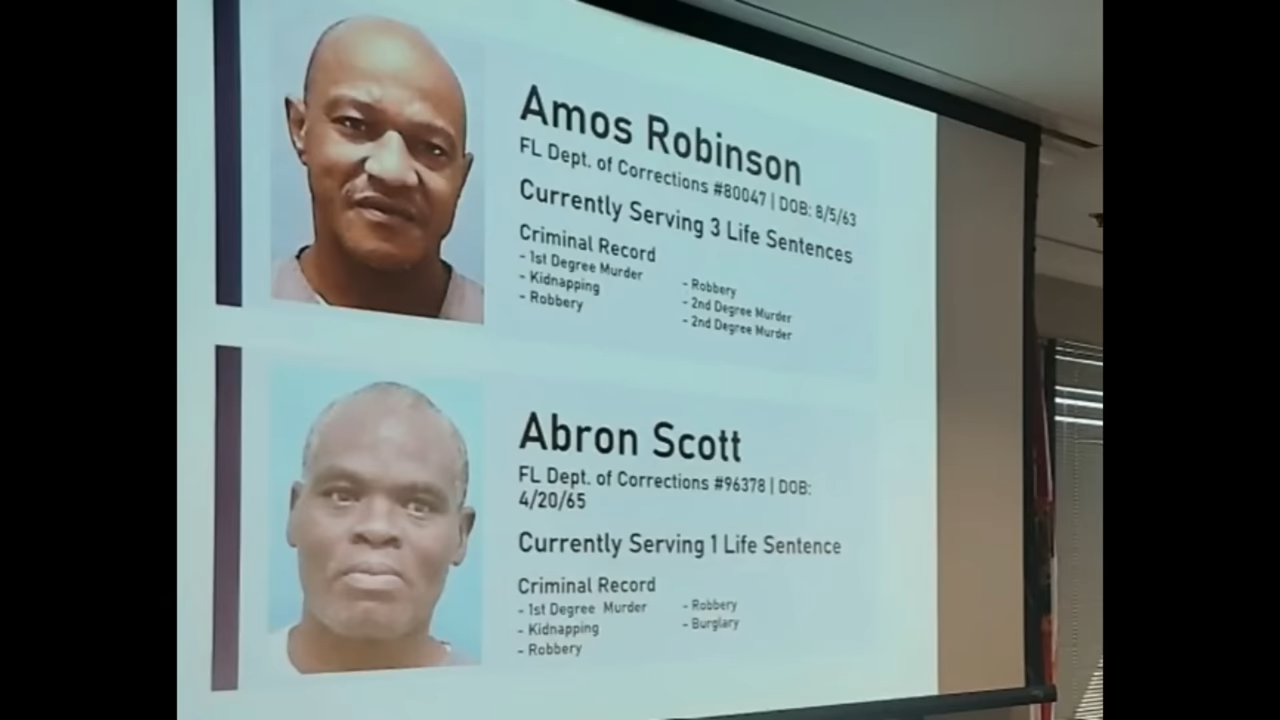 Amos Robinson
FL Dept. of Corrections #80047 | DOB: 8/5/63
Currently Serving 3 Life Sentences
Criminal Record
- 1st Degree Murder
- Kidnapping
- Robbery
- Robbery
- 2nd Degree Murder
- 2nd Degree Murder
Abron Scott
FL Dept. of Corrections #96378 | DOB:
4/20/65
Currently Serving 1 Life Sentence
Criminal Record
- 1st Degree Murder
- Kidnapping
- Robbery
- Robbery
- Burglary